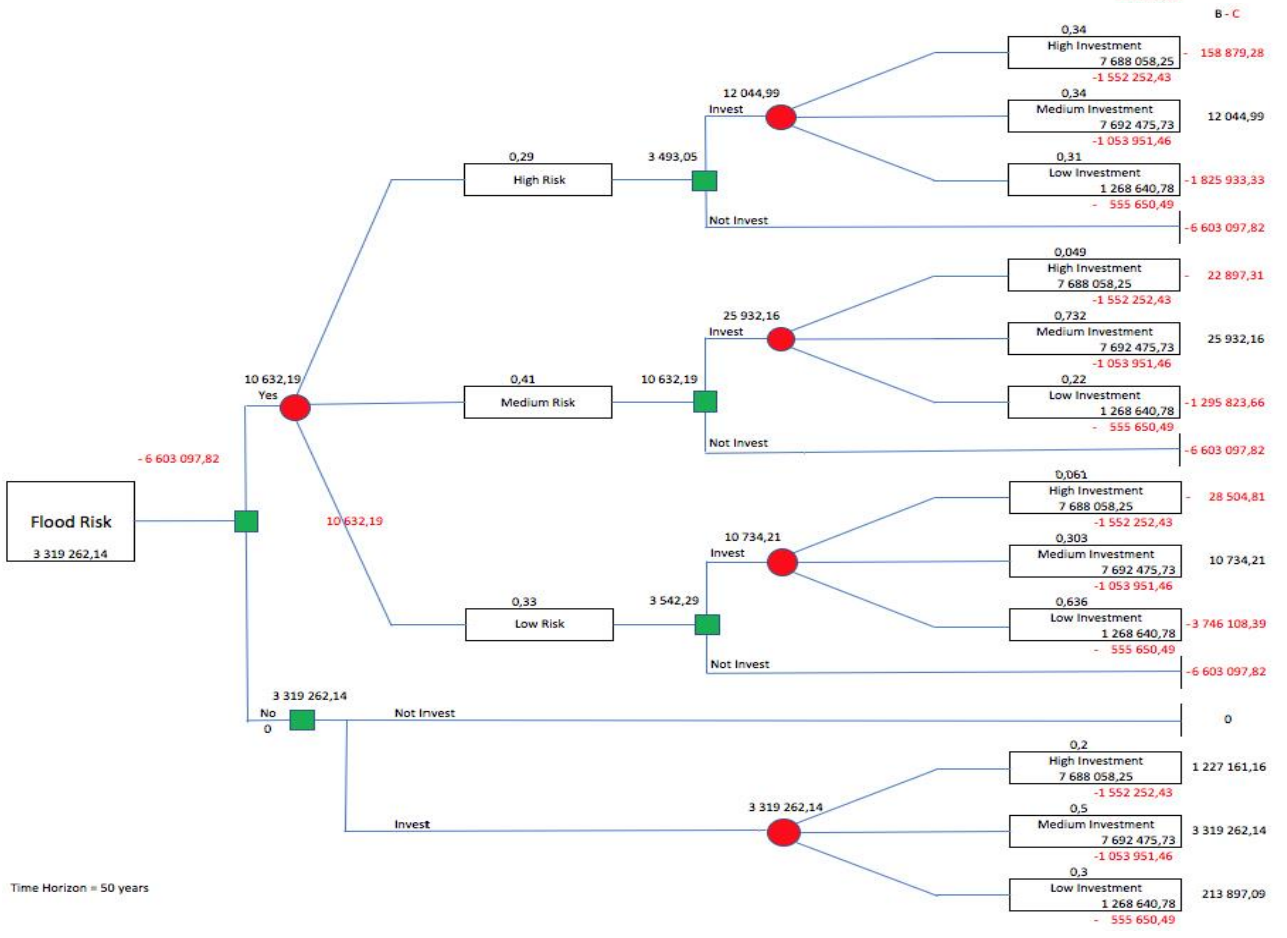 B - C
0,34
High Investment
7 688 058,25
- 158 879,28
-1 552 252,43
12 044,99
Invest
0,34
Medium Investment
7 692 475,73
12 044,99
-1 053 951,46
0,29
High Risk
3 493,05
0,31
Low Investment
1 268 640,78
-1 825 933,33
- 555 650,49
Not Invest
-6 603 097,82
0,049
High Investment
7 688 058,25
- 22 897,31
-1 552 252,43
25 932,16
Invest
0,732
Medium Investment
7 692 475,73
25 932,16
-1 053 951,46
10 632,19
Yes
0,41
Medium Risk
10 632,19
0,22
Low Investment
1 268 640,78
-1 295 823,66
- 555 650,49
Not Invest
-6 603 097,82
- 6 603 097,82
0,061
High Investment
7 688 058,25
- 28 504,81
-1 552 252,43
Flood Risk
3 319 262,14
10 632,19
10 734,21
Invest
0,303
Medium Investment
7 692 475,73
10 734,21
-1 053 951,46
0,33
Low Risk
3 542,29
0,636
Low Investment
1 268 640,78
-3 746 108,39
- 555 650,49
Not Invest
-6 603 097,82
3 319 262,14
No
0
Not Invest
0
0,2
High Investment
7 688 058,25
1 227 161,16
-1 552 252,43
3 319 262,14
Invest
0,5
Medium Investment
7 692 475,73
3 319 262,14
-1 053 951,46
0,3
Low Investment
1 268 640,78
213 897,09
- 555 650,49
Time Horizon = 50 years